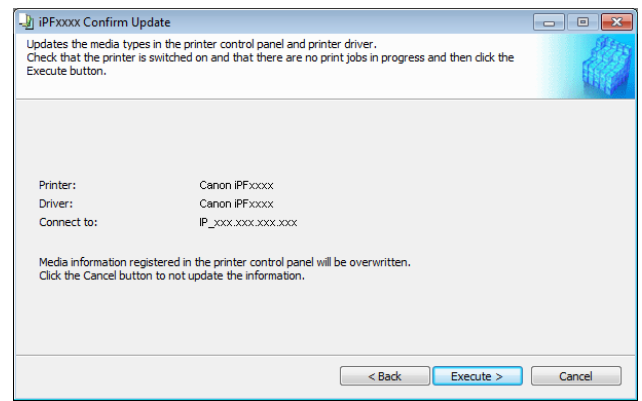 iPFxxxx Confirm Update
Updates the media types in the printer control panel and printer driver.
Check that the printer is switched on and that there are no print jobs in progress and then click the
Execute button.
Printer: Canon iPFxxxx
Driver: Canon iPFxxxx
Connect to: IP_xxx.xxx.xxx.xxx
Media information registered in the printer control panel will be overwritten.
Click the Cancel button to not update the information.
< Back Execute > Cancel